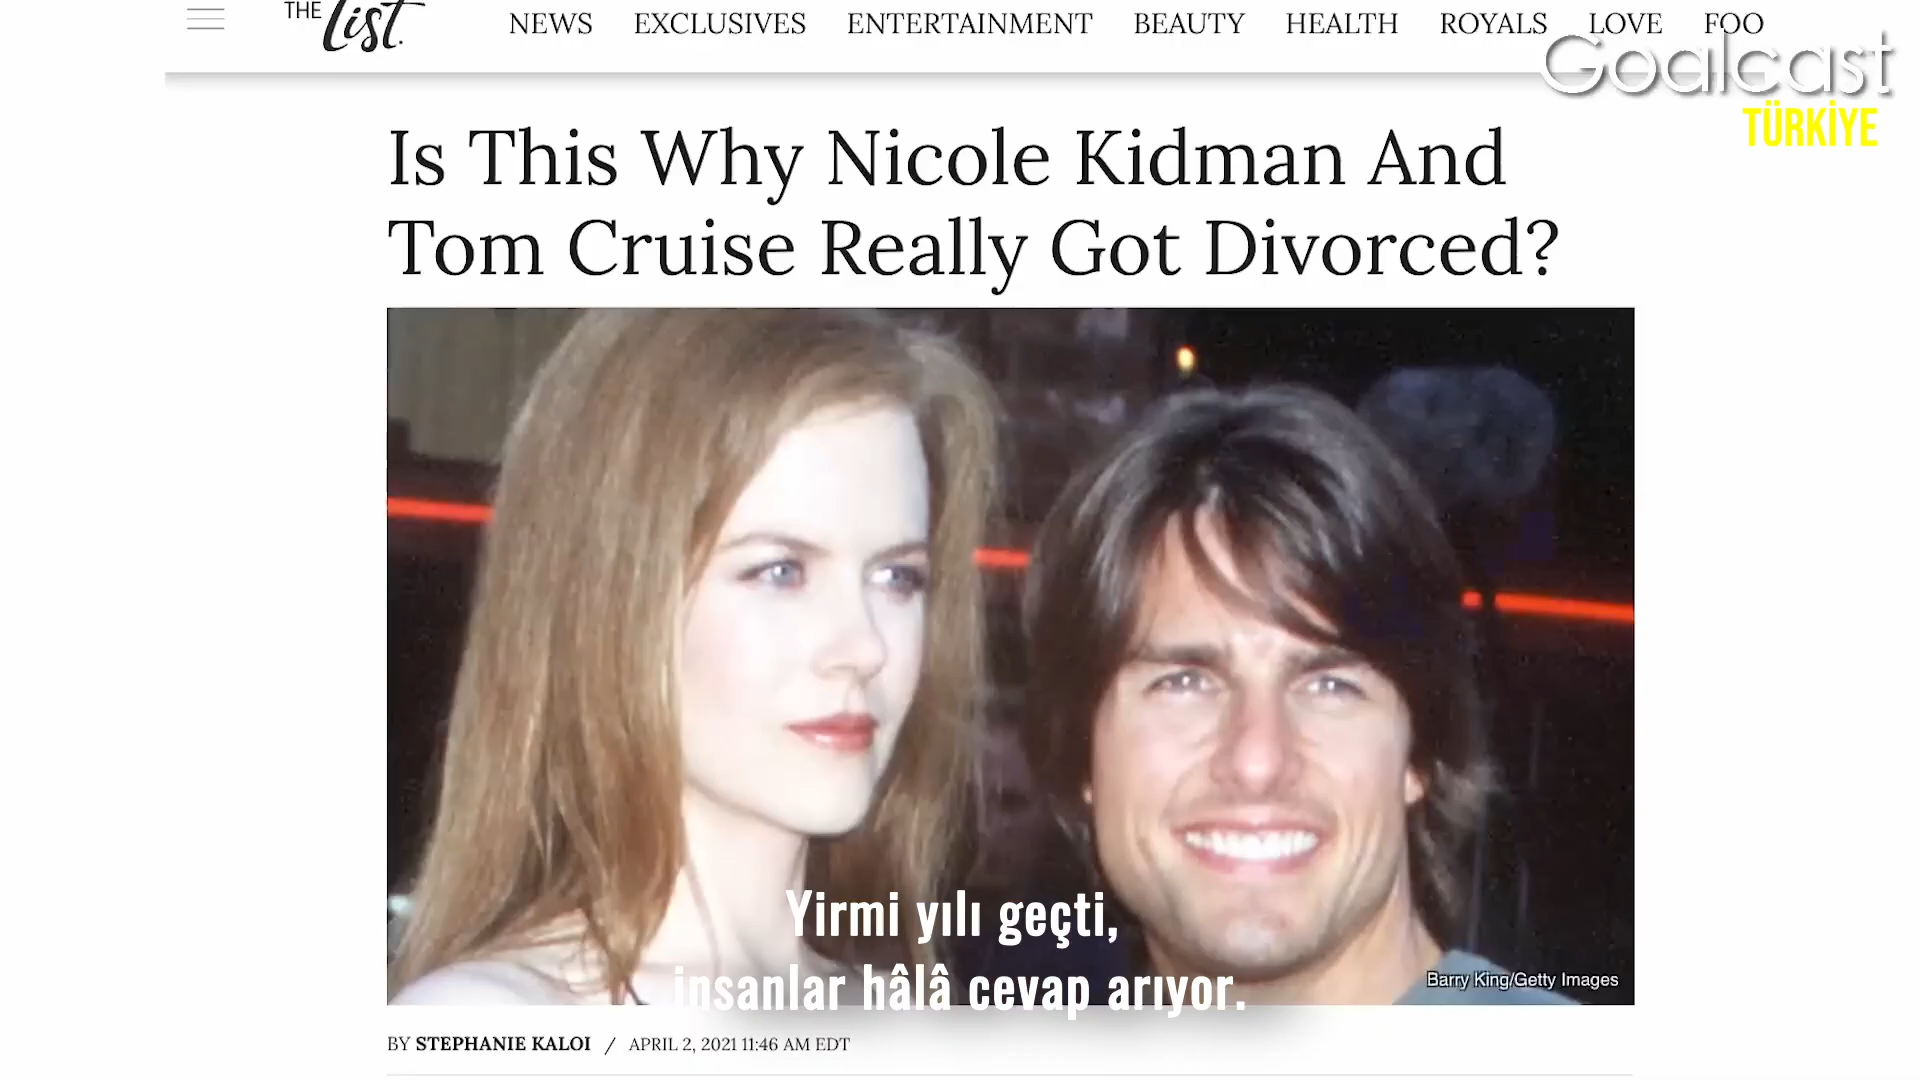 THE List.
NEWS EXCLUSIVES ENTERTAINMENT BEAUTY HEALTH ROYALS LOVE FOO
Goalcast
TÜRKİYE
Is This Why Nicole Kidman And
Tom Cruise Really Got Divorced?
Yirmi yılı geçti,
insanlar hâlâ cevap arıyor.
Barry King/Getty Images
BY STEPHANIE KALOI / APRIL 2, 2021 11:46 AM EDT